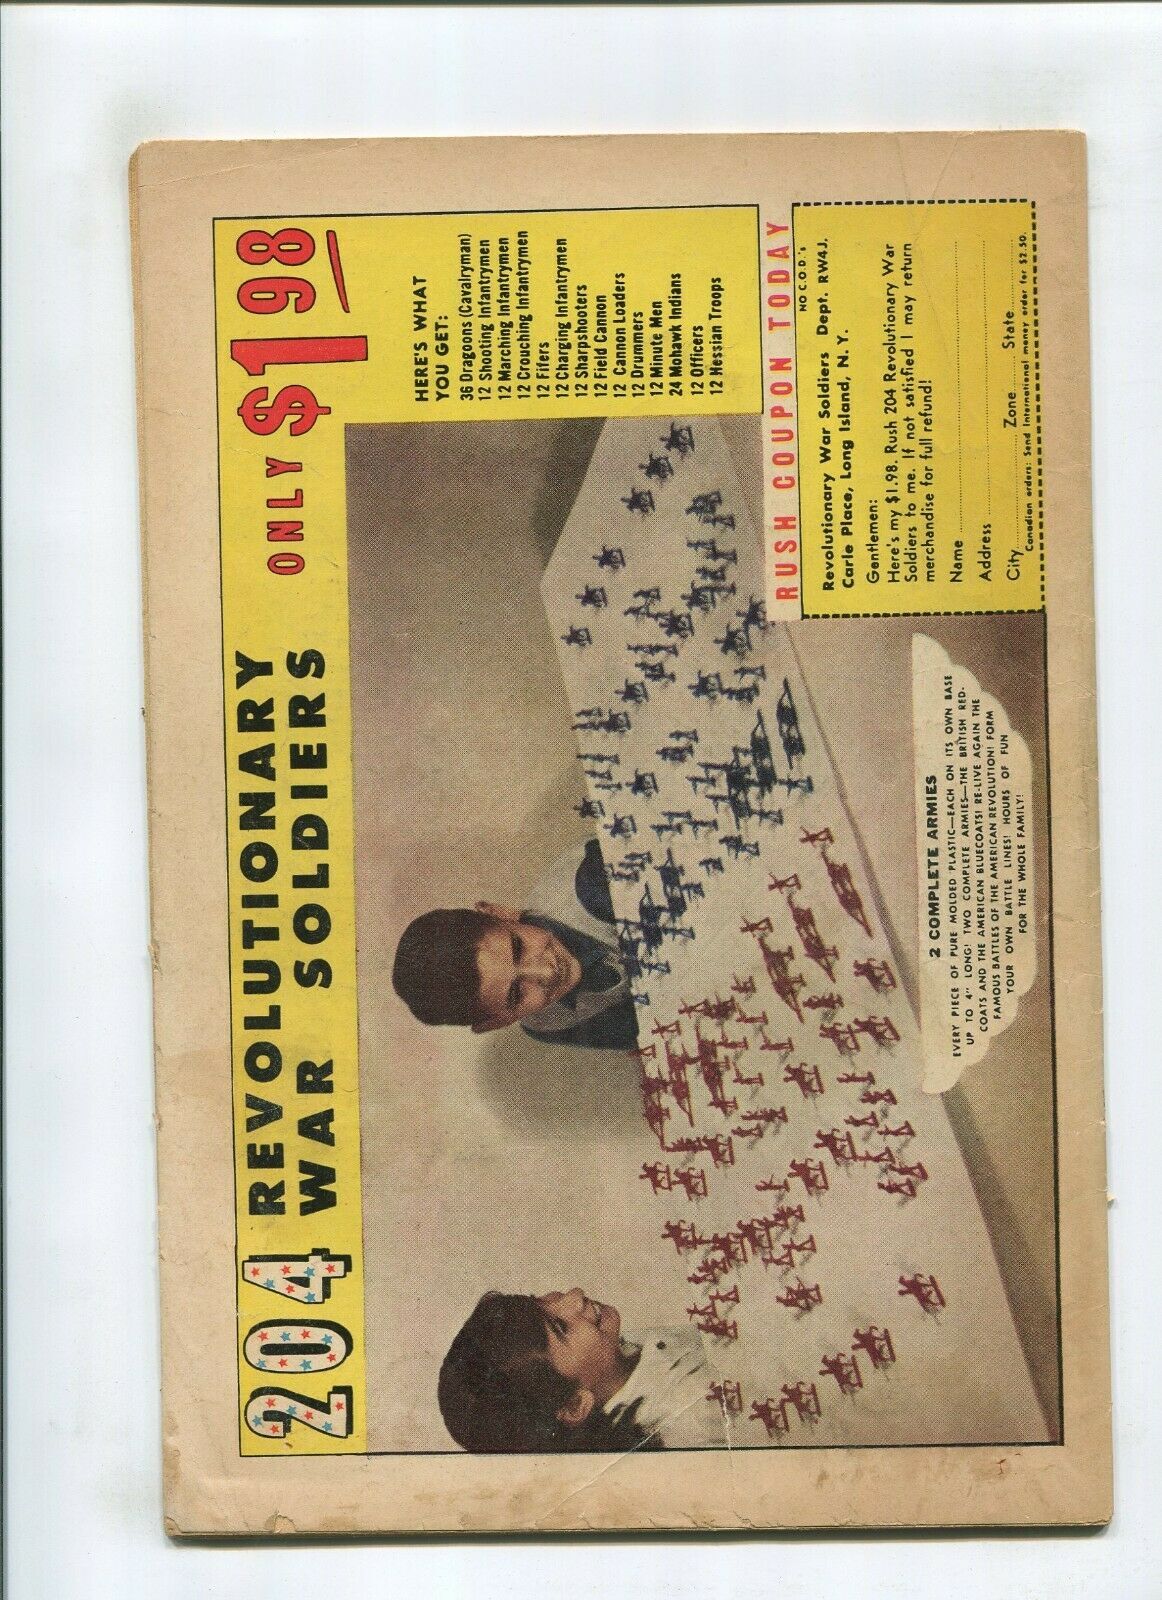 204 REVOLUTIONARY
WAR SOLDIERS
ONLY $198
HERE'S WHAT
YOU GET:
36 Dragoons (Cavalryman)
12 Shooting Infantrymen
12 Marching Infantrymen
12 Crouching Infantrymen
12 Fifers
12 Charging Infantrymen
12 Sharpshooters
12 Field Cannon
12 Cannon Loaders
12 Drummers
12 Minute Men
24 Mohawk Indians
12 Officers
12 Hessian Troops
RUSH COUPON TODAY
NO C.O.D.'s
Revolutionary War Soldiers Dept. RW4J.
Carle Place, Long Island, N. Y.
Gentlemen:
Here's my $1.98. Rush 204 Revolutionary War
Soldiers to me. If not satisfied I may return
merchandise for full refund!
Name
Address
City Zone State
Canadian orders: Send International money order for $2.50.
2 COMPLETE ARMIES
EVERY PIECE OF PURE MOLDED PLASTIC—EACH ON ITS OWN BASE
UP TO 4" LONG! TWO COMPLETE ARMIES—THE BRITISH RED-
COATS AND THE AMERICAN BLUECOATS! RE-LIVE AGAIN THE
FAMOUS BATTLES OF THE AMERICAN REVOLUTION! FORM
YOUR OWN BATTLE LINES! HOURS OF FUN
FOR THE WHOLE FAMILY!